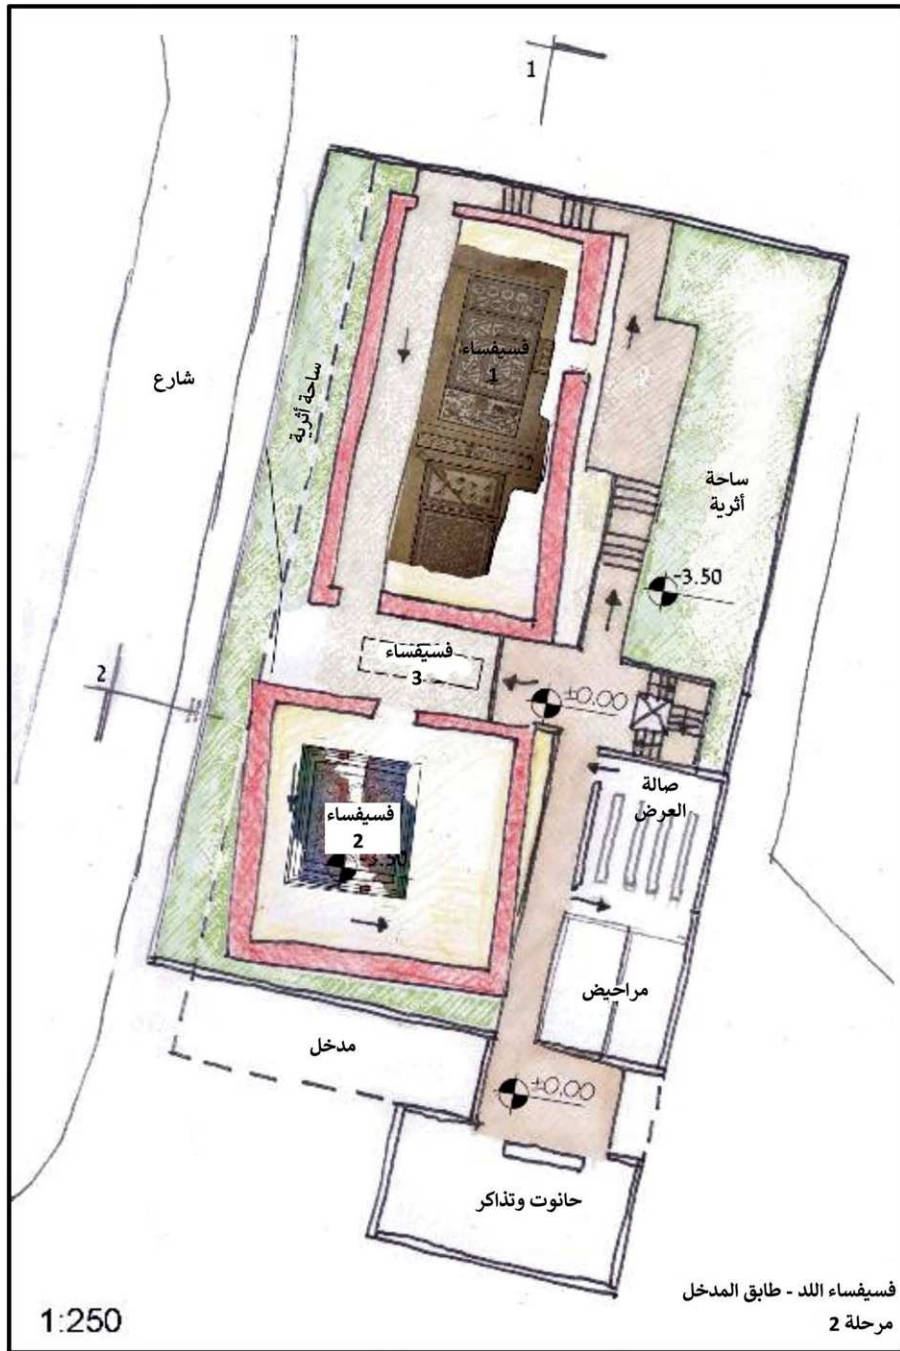 1
شارع
ساحة أثرية
فسيفساء
1
ساحة
أثرية
-3.50
فسيفساء
3
±0.00
2
صالة
العرض
فسيفساء
2
مراحيض
مدخل
±0.00
حانوت وتذاكر
فسيفساء اللد - طابق المدخل
مرحلة 2
1:250